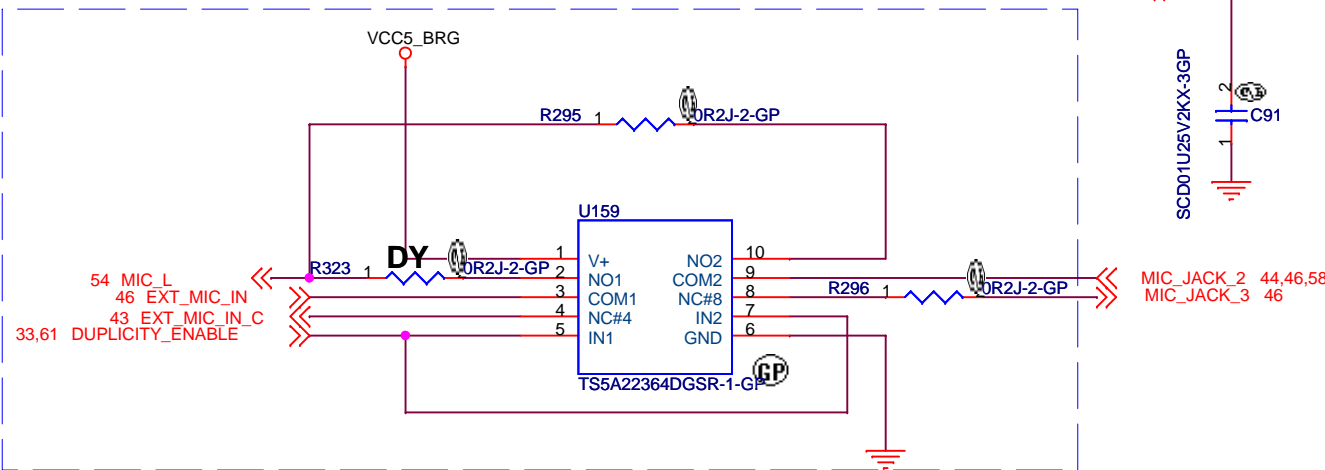 VCC5_BRG
R295 1 0R2J-2-GP
SCD01U25V2KX-3GP
2
C91
1
U159
1 V+ NO2 10
DY
R323 1 0R2J-2-GP 2 NO1 COM2 9
54 MIC_L
MIC_JACK_2 44,46,58
46 EXT_MIC_IN 3 COM1 NC#8 8 R296 1 0R2J-2-GP MIC_JACK_3 46
43 EXT_MIC_IN_C 4 NC#4 IN2 7
33,61 DUPLICITY_ENABLE 5 IN1 GND 6
TS5A22364DGSR-1-GP
GP